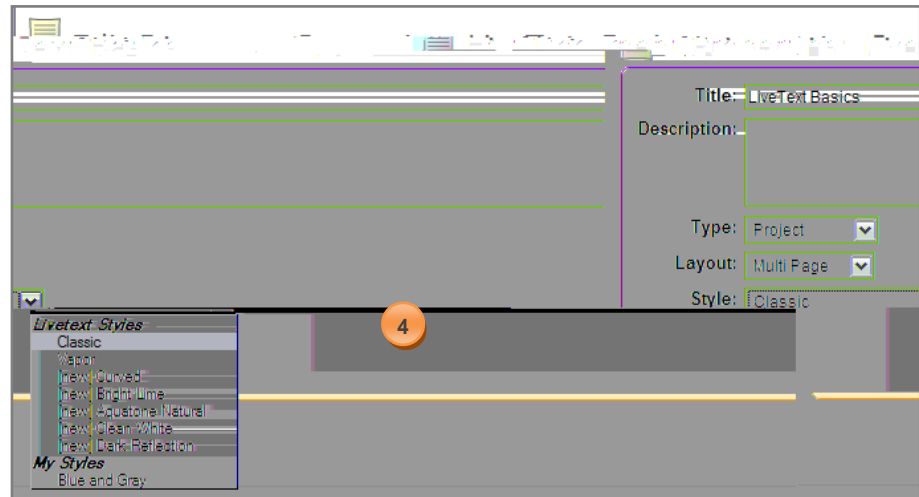 Title: LiveText Basics
Description:
Type: Project
Layout: Multi Page
Style: Classic
4
Livetext Styles
Classic
Vapor
[new] Curved
[new] Bright Lime
[new] Aquatone Natural
[new] Clean White
[new] Dark Reflection
My Styles
Blue and Gray